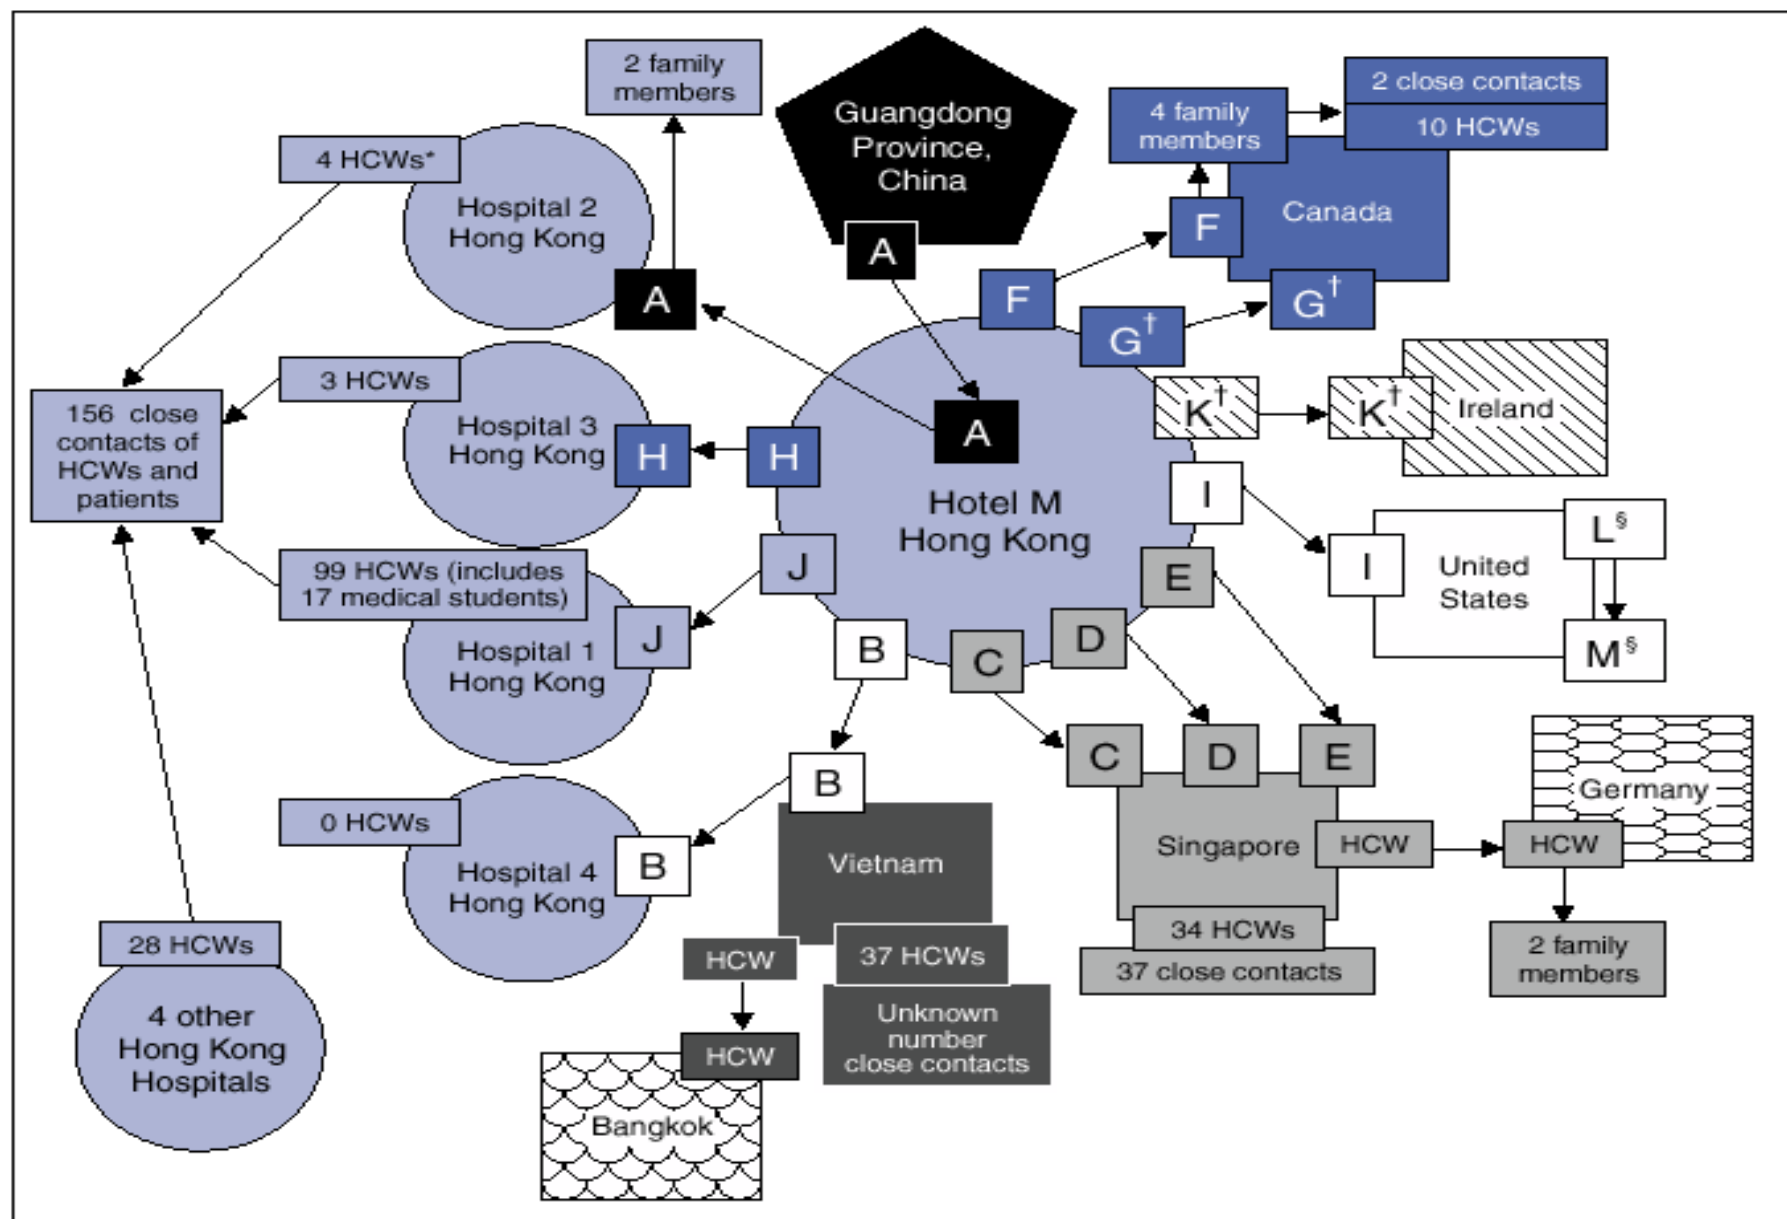 2 family
members
Guangdong
Province,
China
A
4 HCWs*
Hospital 2
Hong Kong
A
4 family
members
2 close contacts
10 HCWs
Canada
F
G†
F
G†
3 HCWs
Hospital 3
Hong Kong
H
H
A
Hotel M
Hong Kong
K†
K†
Ireland
156 close
contacts of
HCWs and
patients
I
I
United
States
L§
M§
99 HCWs (includes
17 medical students)
Hospital 1
Hong Kong
J
J
B
C
D
E
0 HCWs
Hospital 4
Hong Kong
B
B
Vietnam
C
D
E
Singapore
HCW
HCW
Germany
28 HCWs
4 other
Hong Kong
Hospitals
HCW
37 HCWs
Unknown
number
close contacts
34 HCWs
37 close contacts
2 family
members
HCW
Bangkok